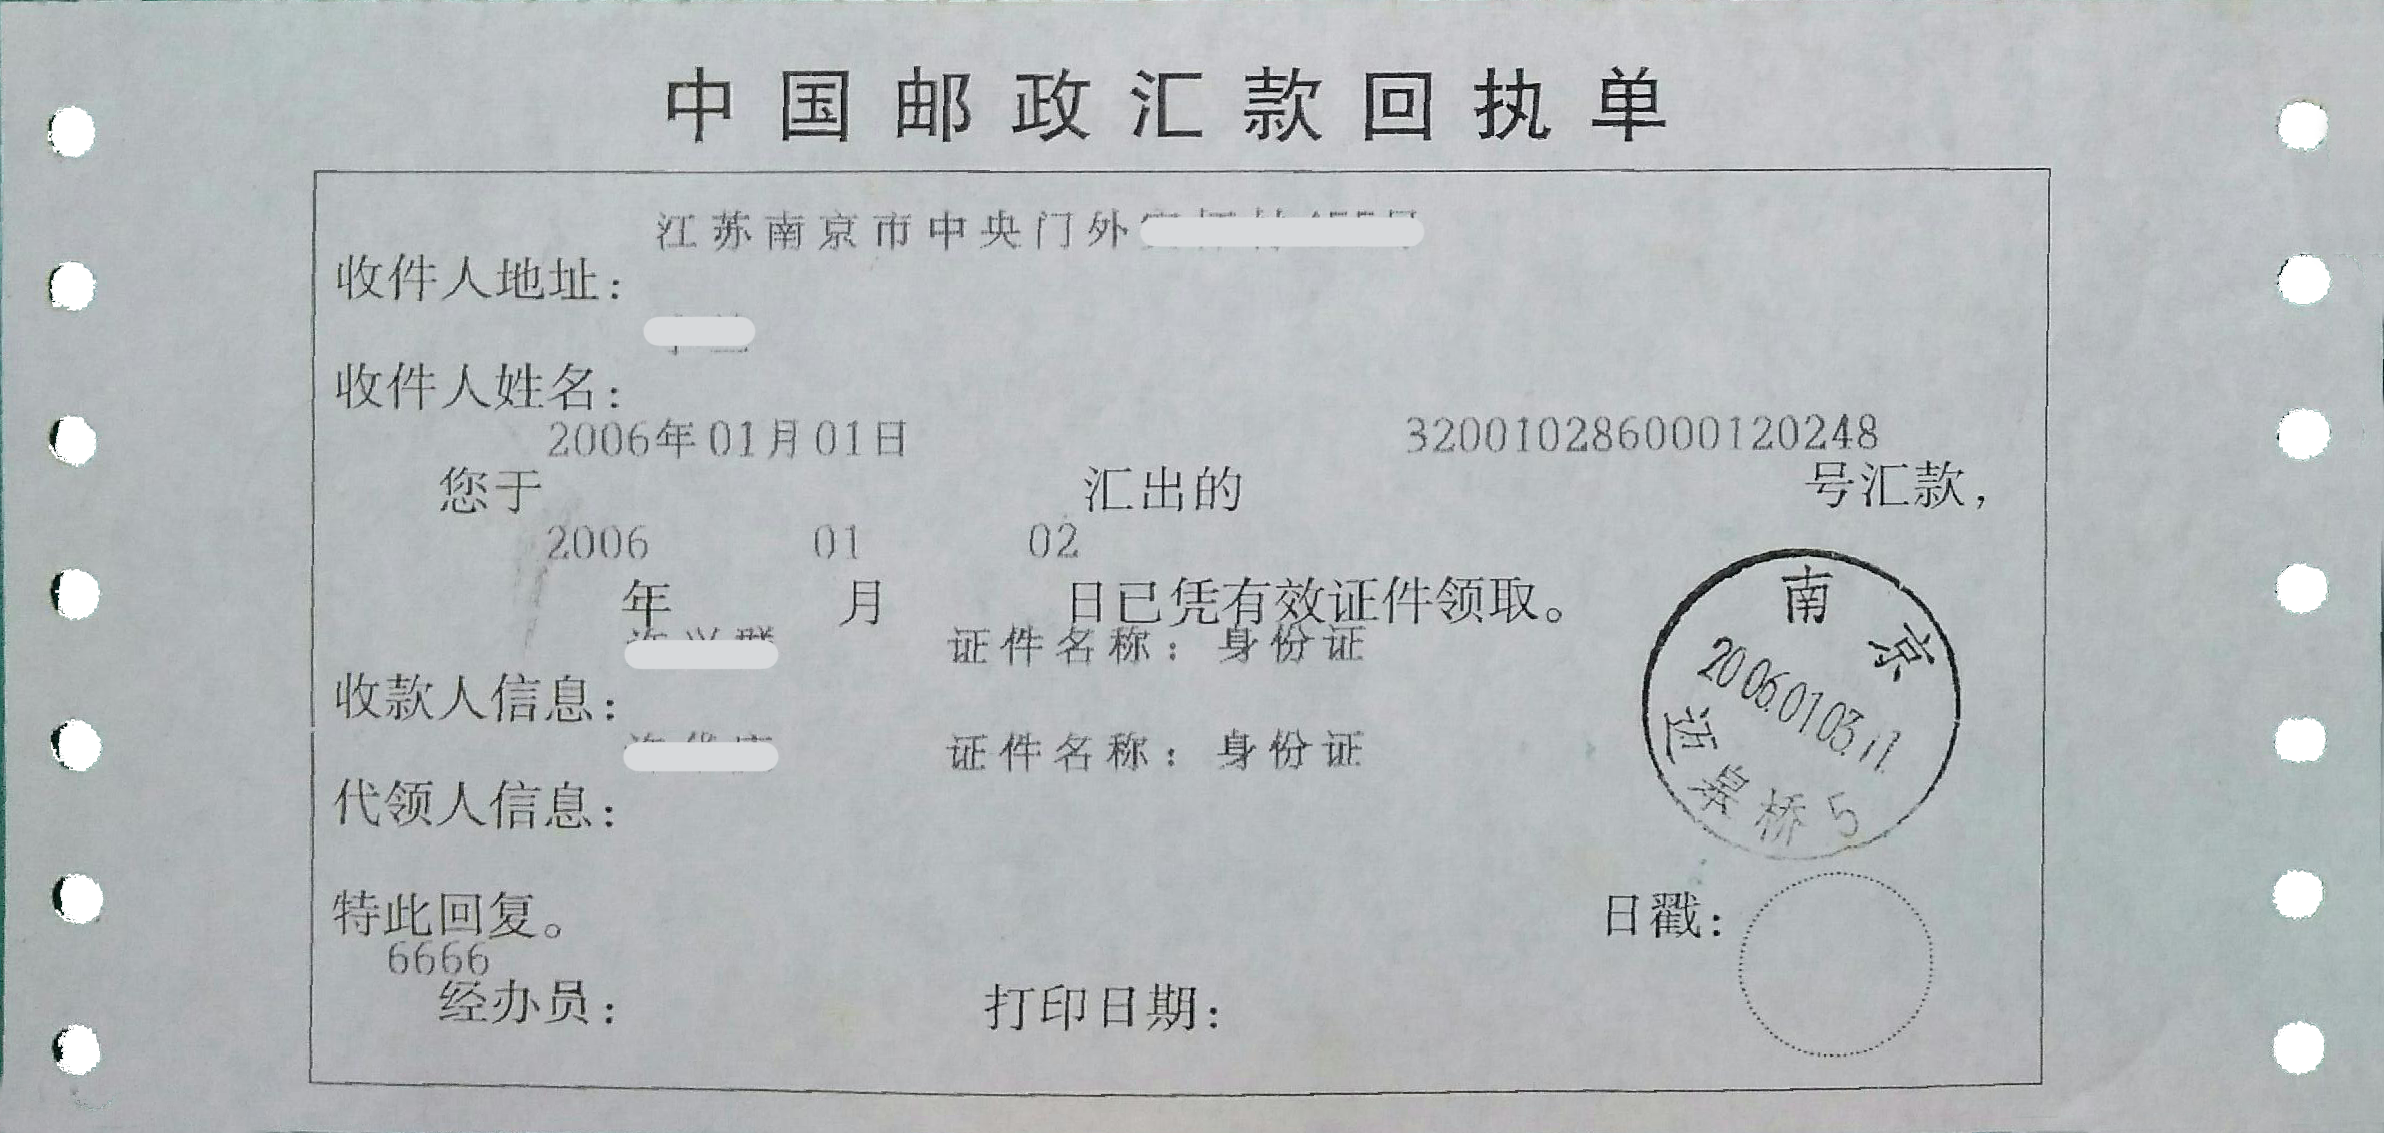 中国邮政汇款回执单
江苏南京市中央门外
收件人地址：
收件人姓名：
2006年01月01日 320010286000120248
您于 汇出的 号汇款，
2006 01 02
年 月 日已凭有效证件领取。
证件名称：身份证
收款人信息：
证件名称：身份证
代领人信息：
特此回复。 日戳：
6666
经办员： 打印日期：
南京
2006.01.03.11
迈皋桥5